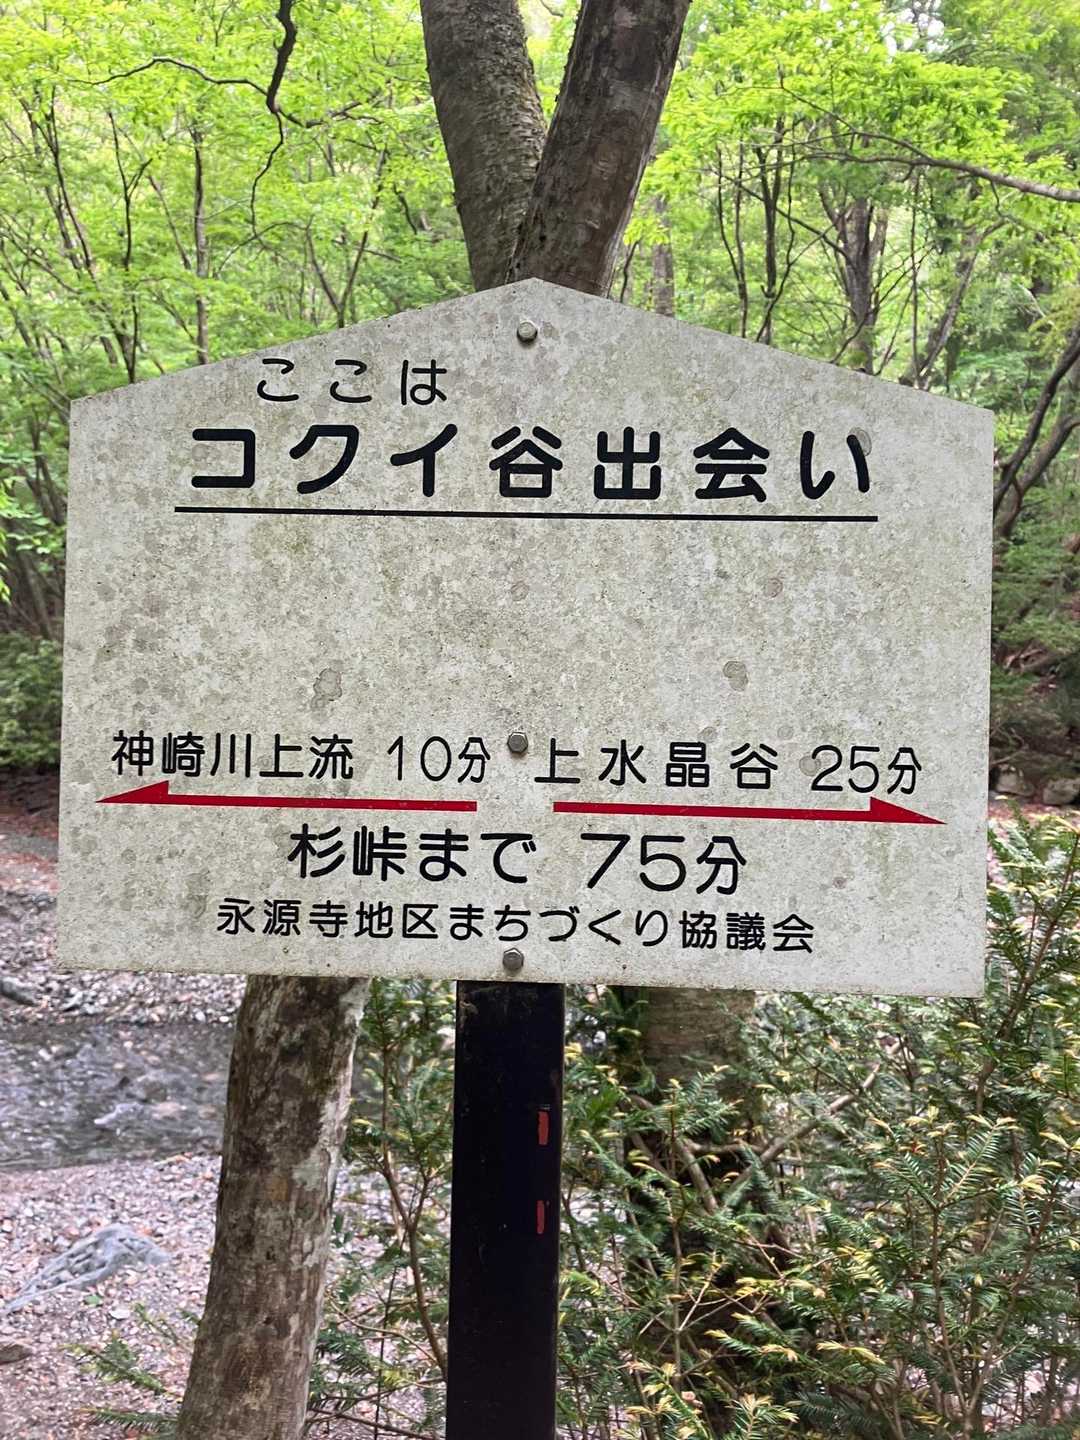 ここは
コクイ谷出会い
神崎川上流 10分 上水晶谷 25分
杉峠まで 75分
永源寺地区まちづくり協議会